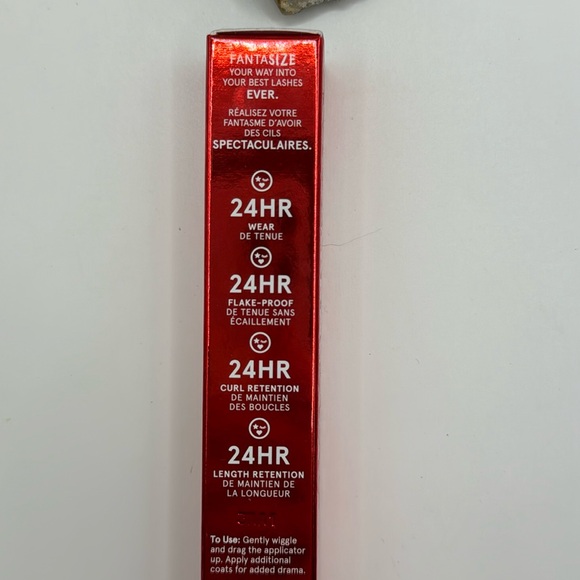 FANTASIZE
YOUR WAY INTO
YOUR BEST LASHES
EVER.
RÉALISEZ VOTRE
FANTASME D'AVOIR
DES CILS
SPECTACULAIRES.
24HR
WEAR
DE TENUE
24HR
FLAKE-PROOF
DE TENUE SANS
ÉCAILLEMENT
24HR
CURL RETENTION
DE MAINTIEN
DES BOUCLES
24HR
LENGTH RETENTION
DE MAINTIEN DE
LA LONGUEUR
To Use: Gently wiggle
and drag the applicator
up. Apply additional
coats for added drama.